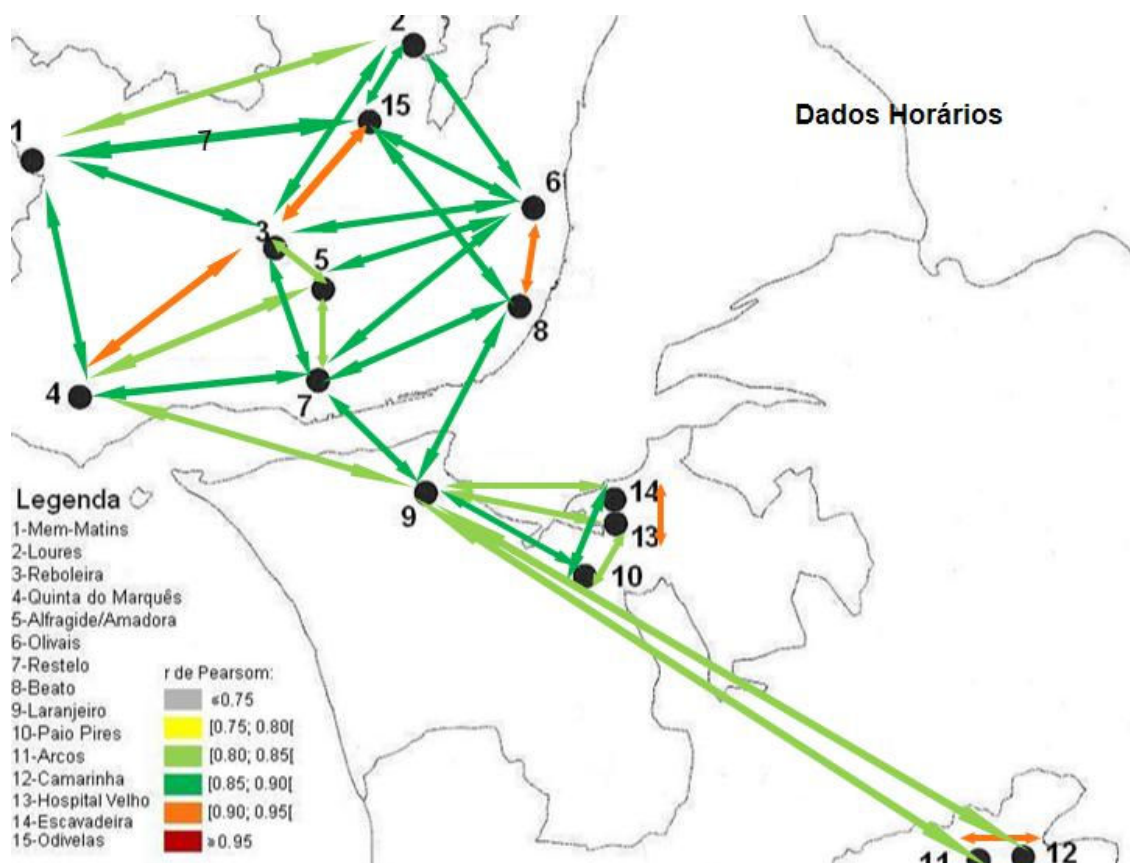 2
15
Dados Horários
1
7
6
3
5
8
4
7
9
14
13
10
Legenda
1-Mem-Matins
2-Loures
3-Reboleira
4-Quinta do Marquês
5-Alfragide/Amadora
6-Olivais
7-Restelo
8-Beato
9-Laranjeiro
10-Paio Pires
11-Arcos
12-Camarinha
13-Hospital Velho
14-Escavadeira
15-Odivelas
r de Pearsom:
≤0.75
[0.75; 0.80[
[0.80; 0.85[
[0.85; 0.90[
[0.90; 0.95[
≥0.95
11
12